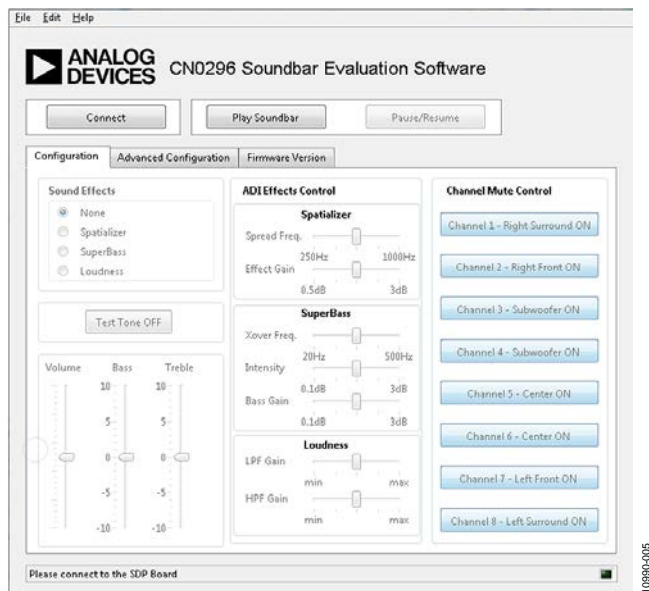 File Edit Help
ANALOG DEVICES
CN0296 Soundbar Evaluation Software
Connect Play Soundbar Pause/Resume
Configuration Advanced Configuration Firmware Version
Sound Effects
None
Spatializer
SuperBass
Loudness
Test Tone OFF
Volume Bass Treble
10 10
5 5
0 0
-5 -5
-10 -10
ADI Effects Control
Spatializer
Spread Freq.
250Hz 1000Hz
Effect Gain
0.5dB 3dB
SuperBass
Xover Freq.
20Hz 500Hz
Intensity
0.1dB 3dB
Bass Gain
0.1dB 3dB
Loudness
LPF Gain
min max
HPF Gain
min max
Channel Mute Control
Channel 1 - Right Surround ON
Channel 2 - Right Front ON
Channel 3 - Subwoofer ON
Channel 4 - Subwoofer ON
Channel 5 - Center ON
Channel 6 - Center ON
Channel 7 - Left Front ON
Channel 8 - Left Surround ON
Please connect to the SDP Board
10990-005